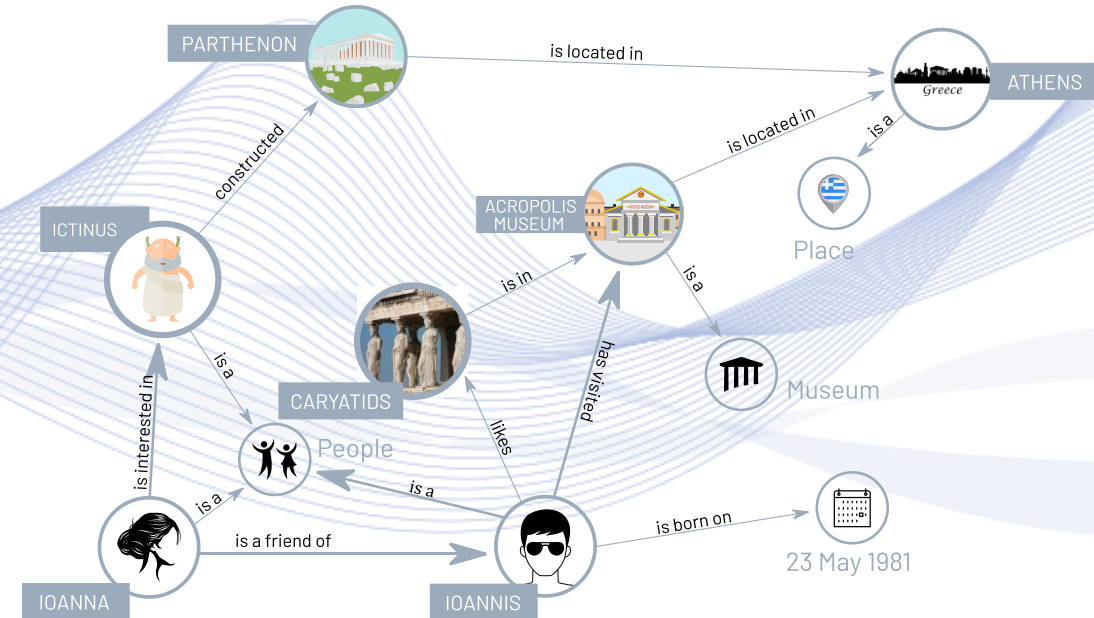 PARTHENON
is located in
Greece
ATHENS
is located in
is a
constructed
ACROPOLIS
MUSEUM
ICTINUS
Place
is in
is a
is a
has visited
Museum
CARYATIDS
is interested in
likes
People
is a
is a
is born on
is a friend of
23 May 1981
IOANNA
IOANNIS